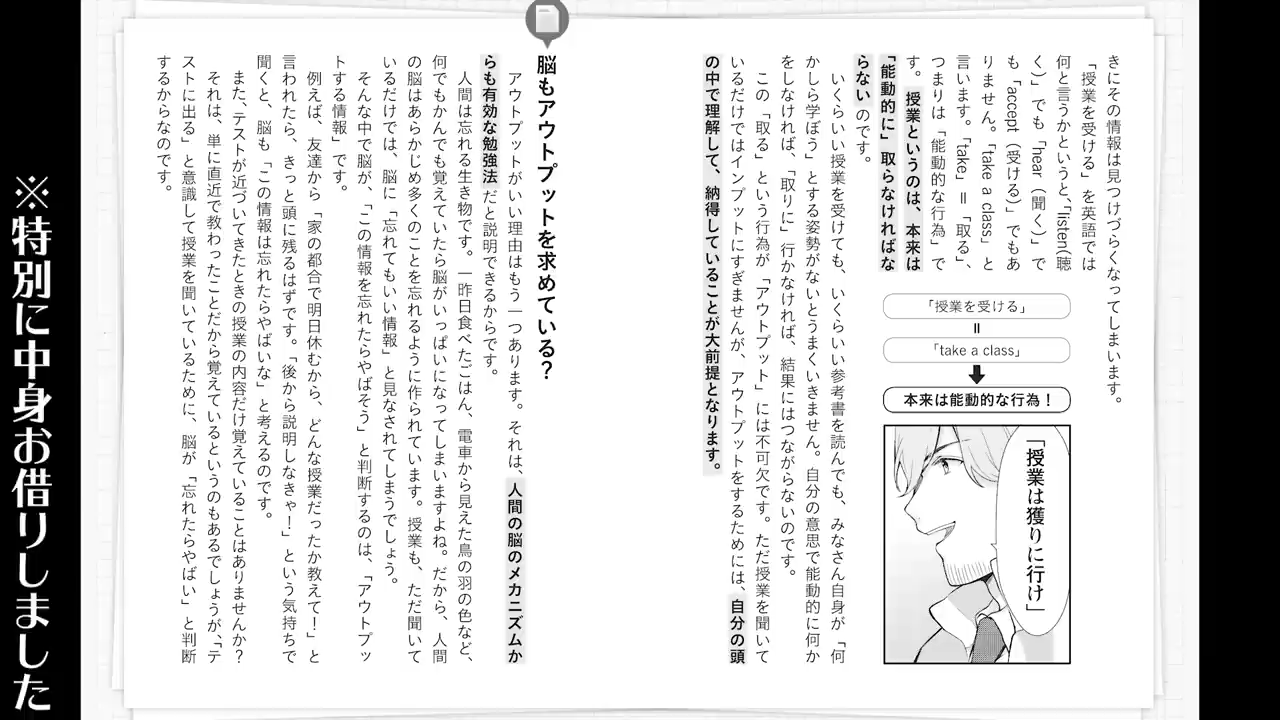 きにその情報は見つけづらくなってしまいます。
「授業を受ける」を英語では
何と言うかというと、「listen(聴
く)」でも「hear(聞く)」で
も「accept(受ける)」でもあ
りません。「take a class」と
言います。「take」＝「取る」、
つまりは「能動的な行為」で
す。授業というのは、本来は
「能動的に」取らなければな
らないのです。
「授業を受ける」
＝
「take a class」
本来は能動的な行為！
「授業は獲りに行け」
いくらいい授業を受けても、いくらいい参考書を読んでも、みなさん自身が「何
かしら学ぼう」とする姿勢がないとうまくいきません。自分の意思で能動的に何か
をしなければ、「取りに」行かなければ、結果にはつながらないのです。
この「取る」という行為が「アウトプット」には不可欠です。ただ授業を聞いて
いるだけではインプットにすぎませんが、アウトプットをするためには、自分の頭
の中で理解して、納得していることが大前提となります。
脳もアウトプットを求めている？
アウトプットがいい理由はもう一つあります。それは、人間の脳のメカニズムか
らも有効な勉強法だと説明できるからです。
人間は忘れる生き物です。一昨日食べたごはん、電車から見えた鳥の羽の色など、
何でもかんでも覚えていたら脳がいっぱいになってしまいますよね。だから、人間
の脳はあらかじめ多くのことを忘れるように作られています。授業も、ただ聞いて
いるだけでは、脳に「忘れてもいい情報」と見なされてしまうでしょう。
そんな中で脳が、「この情報を忘れたらやばそう」と判断するのは、「アウトプッ
トする情報」です。
例えば、友達から「家の都合で明日休むから、どんな授業だったか教えて！」と
言われたら、きっと頭に残るはずです。「後から説明しなきゃ！」という気持ちで
聞くと、脳も「この情報は忘れたらやばいな」と考えるのです。
また、テストが近づいてきたときの授業の内容だけ覚えていることはありませんか？
それは、単に直近で教わったことだから覚えているというのもあるでしょうが、「テ
ストに出る」と意識して授業を聞いているために、脳が「忘れたらやばい」と判断
するからなのです。
※特別に中身お借りしました